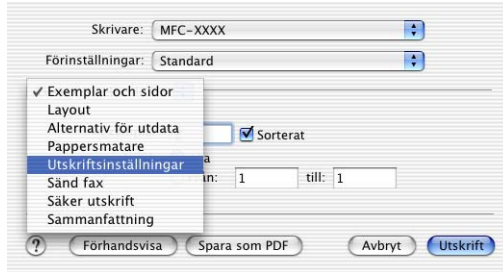 Skrivare: MFC-XXXX
Förinställningar: Standard
✓ Exemplar och sidor
Layout
Alternativ för utdata
Sorterat
Pappersmatare
Utskriftsinställningar
1 till: 1
Sänd fax
Säker utskrift
Sammanfattning
? Förhandsvisa Spara som PDF Avbryt Utskrift